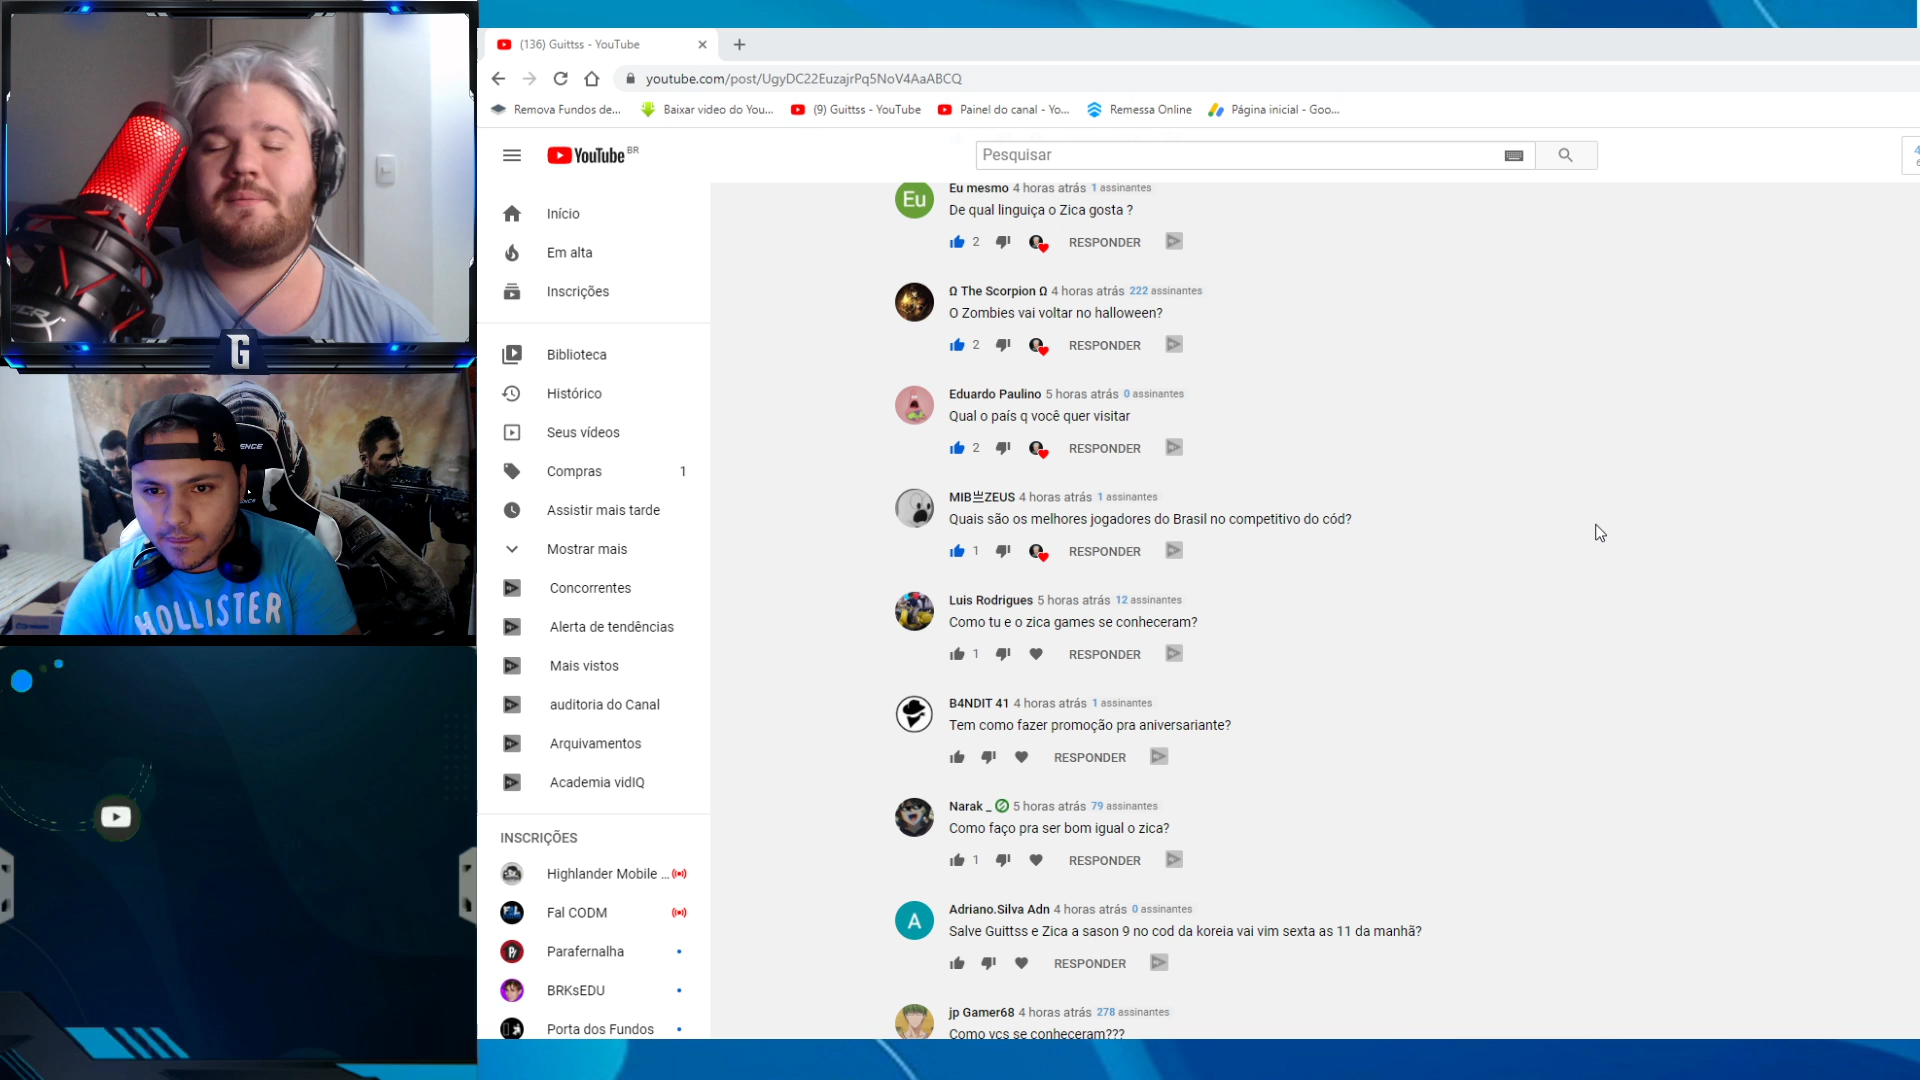 (136) Guittss - YouTube
youtube.com/post/UgyDC22EuzajrPq5NoV4AaABCQ
Remova Fundos de...
Baixar video do You...
(9) Guittss - YouTube
Painel do canal - Yo...
Remessa Online
Página inicial - Goo...
YouTube BR
Pesquisar
Início
Em alta
Inscrições
Biblioteca
Histórico
Seus vídeos
Compras 1
Assistir mais tarde
Mostrar mais
Concorrentes
Alerta de tendências
Mais vistos
auditoria do Canal
Arquivamentos
Academia vidIQ
INSCRIÇÕES
Highlander Mobile ...
Fal CODM
Parafernalha
BRKsEDU
Porta dos Fundos
Eu
Eu mesmo 4 horas atrás 1 assinantes
De qual linguiça o Zica gosta ?
2 RESPONDER
Ω The Scorpion Ω 4 horas atrás 222 assinantes
O Zombies vai voltar no halloween?
2 RESPONDER
Eduardo Paulino 5 horas atrás 0 assinantes
Qual o país q você quer visitar
2 RESPONDER
MIB亗ZEUS 4 horas atrás 1 assinantes
Quais são os melhores jogadores do Brasil no competitivo do cód?
1 RESPONDER
Luis Rodrigues 5 horas atrás 12 assinantes
Como tu e o zica games se conheceram?
1 RESPONDER
B4NDIT 41 4 horas atrás 1 assinantes
Tem como fazer promoção pra aniversariante?
RESPONDER
Narak _ 5 horas atrás 79 assinantes
Como faço pra ser bom igual o zica?
1 RESPONDER
A
Adriano.Silva Adn 4 horas atrás 0 assinantes
Salve Guittss e Zica a sason 9 no cod da koreia vai vim sexta as 11 da manhã?
RESPONDER
jp Gamer68 4 horas atrás 278 assinantes
Como vcs se conheceram???
G
HOLLISTER